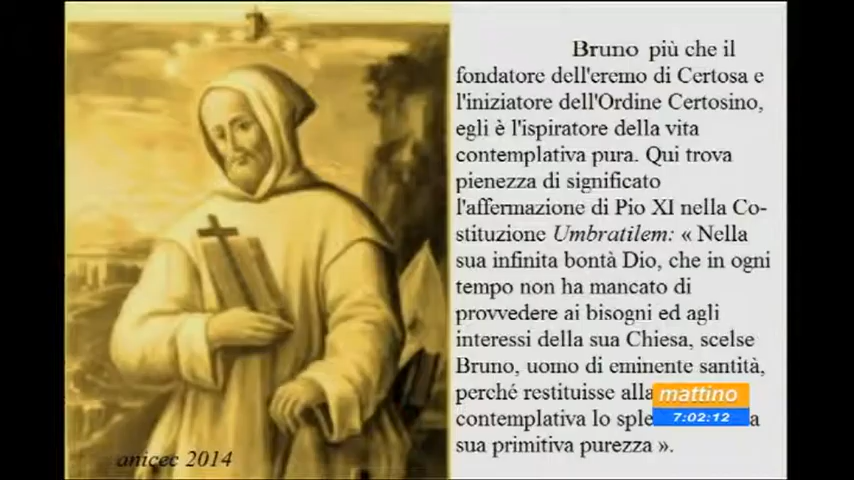 Bruno più che il
fondatore dell'eremo di Certosa e
l'iniziatore dell'Ordine Certosino,
egli è l'ispiratore della vita
contemplativa pura. Qui trova
pienezza di significato
l'affermazione di Pio XI nella Co-
stituzione Umbratilem: « Nella
sua infinita bontà Dio, che in ogni
tempo non ha mancato di
provvedere ai bisogni ed agli
interessi della sua Chiesa, scelse
Bruno, uomo di eminente santità,
perché restituisse alla
contemplativa lo a
sua primitiva purezza ».
mattino
7:02:12
anicec 2014